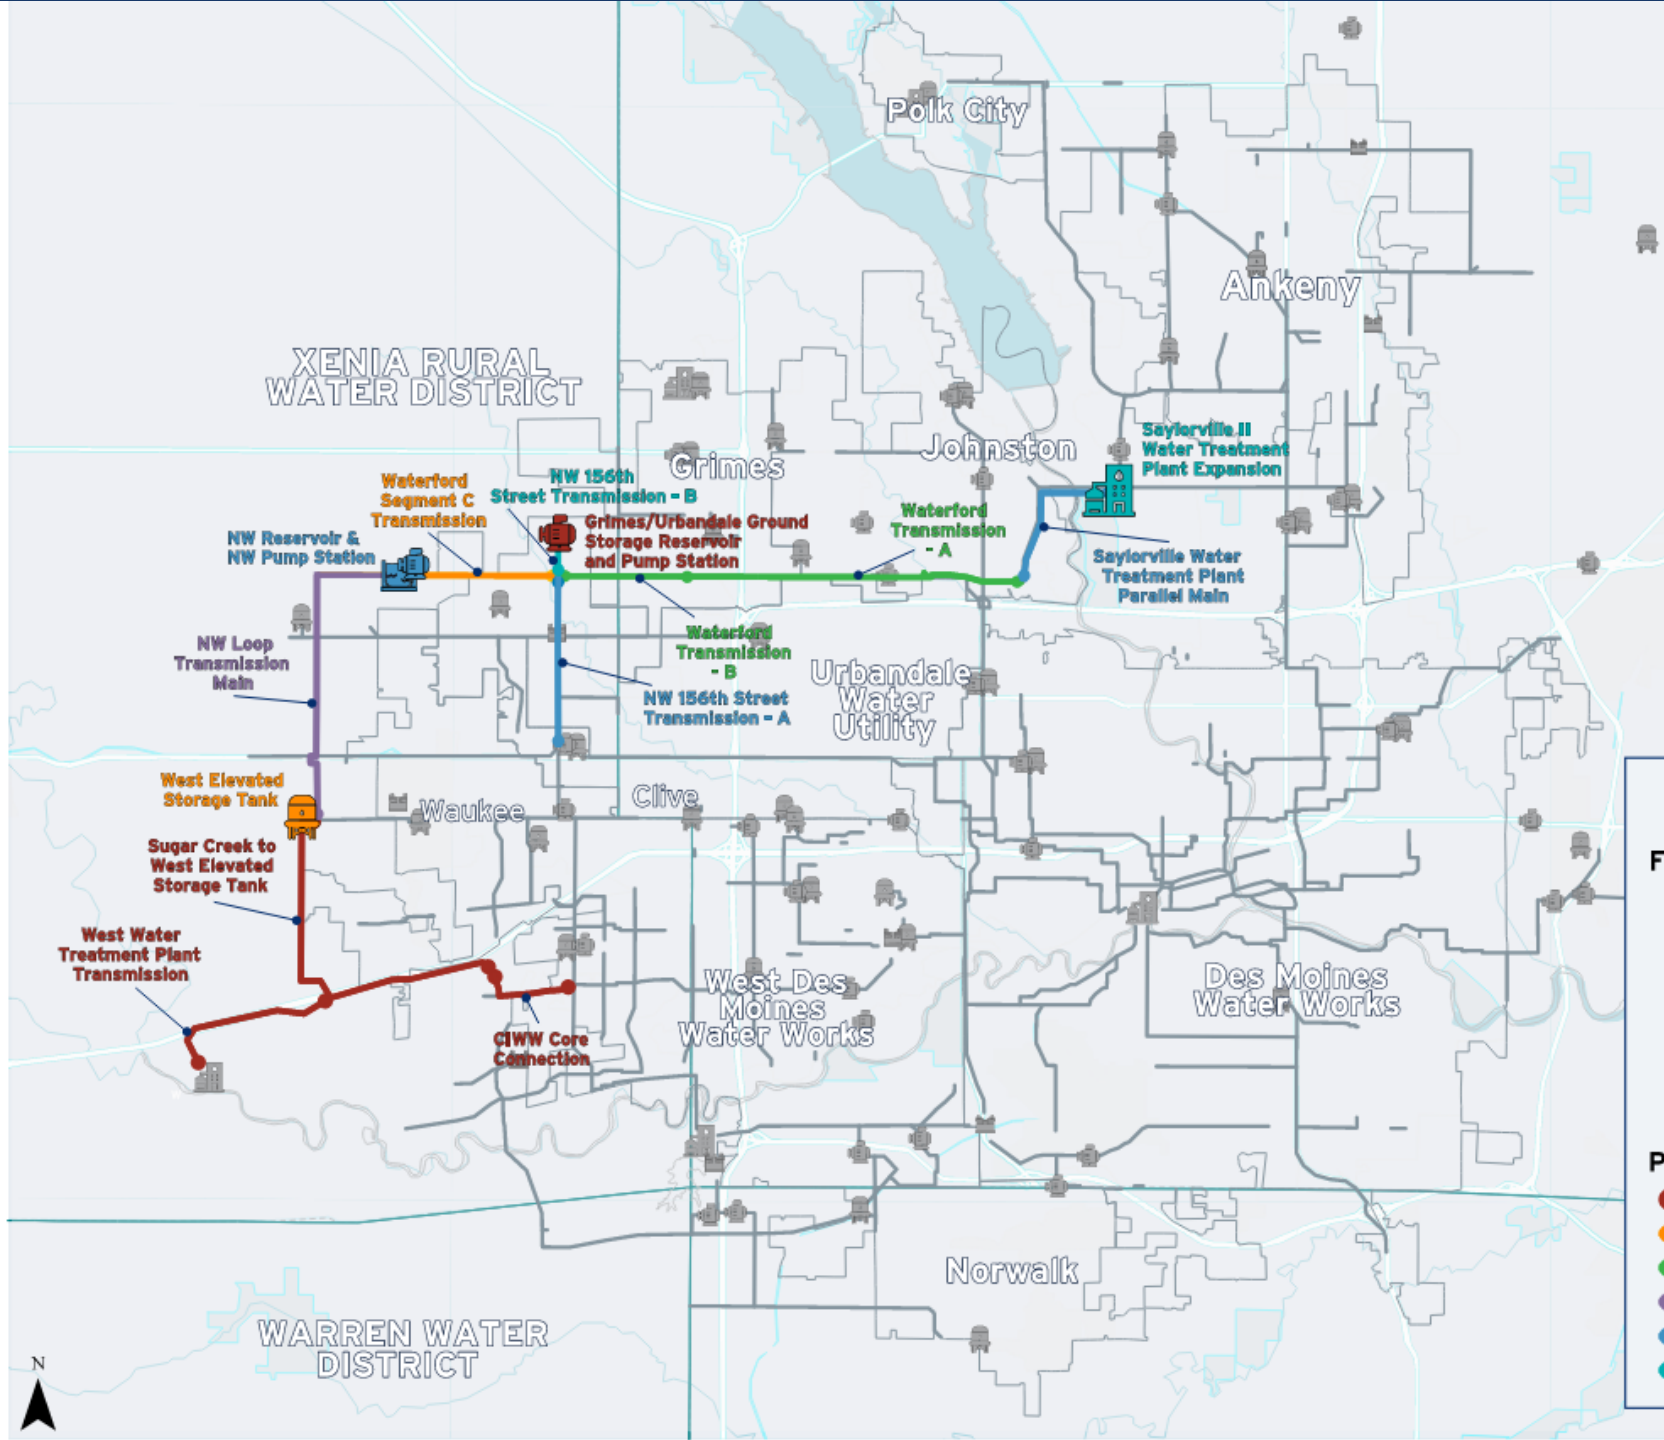 Polk City
Ankeny
XENIA RURAL
WATER DISTRICT
Grimes
Johnston
Saylorville II
Water Treatment
Plant Expansion
Waterford
Segment C
Transmission
NW 156th
Street Transmission - B
NW Reservoir &
NW Pump Station
Grimes/Urbandale Ground
Storage Reservoir
and Pump Station
Waterford
Transmission
- A
Saylorville Water
Treatment Plant
Parallel Main
NW Loop
Transmission
Main
Waterford
Transmission
- B
NW 156th Street
Transmission - A
Urbandale
Water
Utility
West Elevated
Storage Tank
Waukee
Clive
Sugar Creek to
West Elevated
Storage Tank
West Water
Treatment Plant
Transmission
CIWW Core
Connection
West Des
Moines
Water Works
Des Moines
Water Works
Norwalk
WARREN WATER
DISTRICT
N
F
P